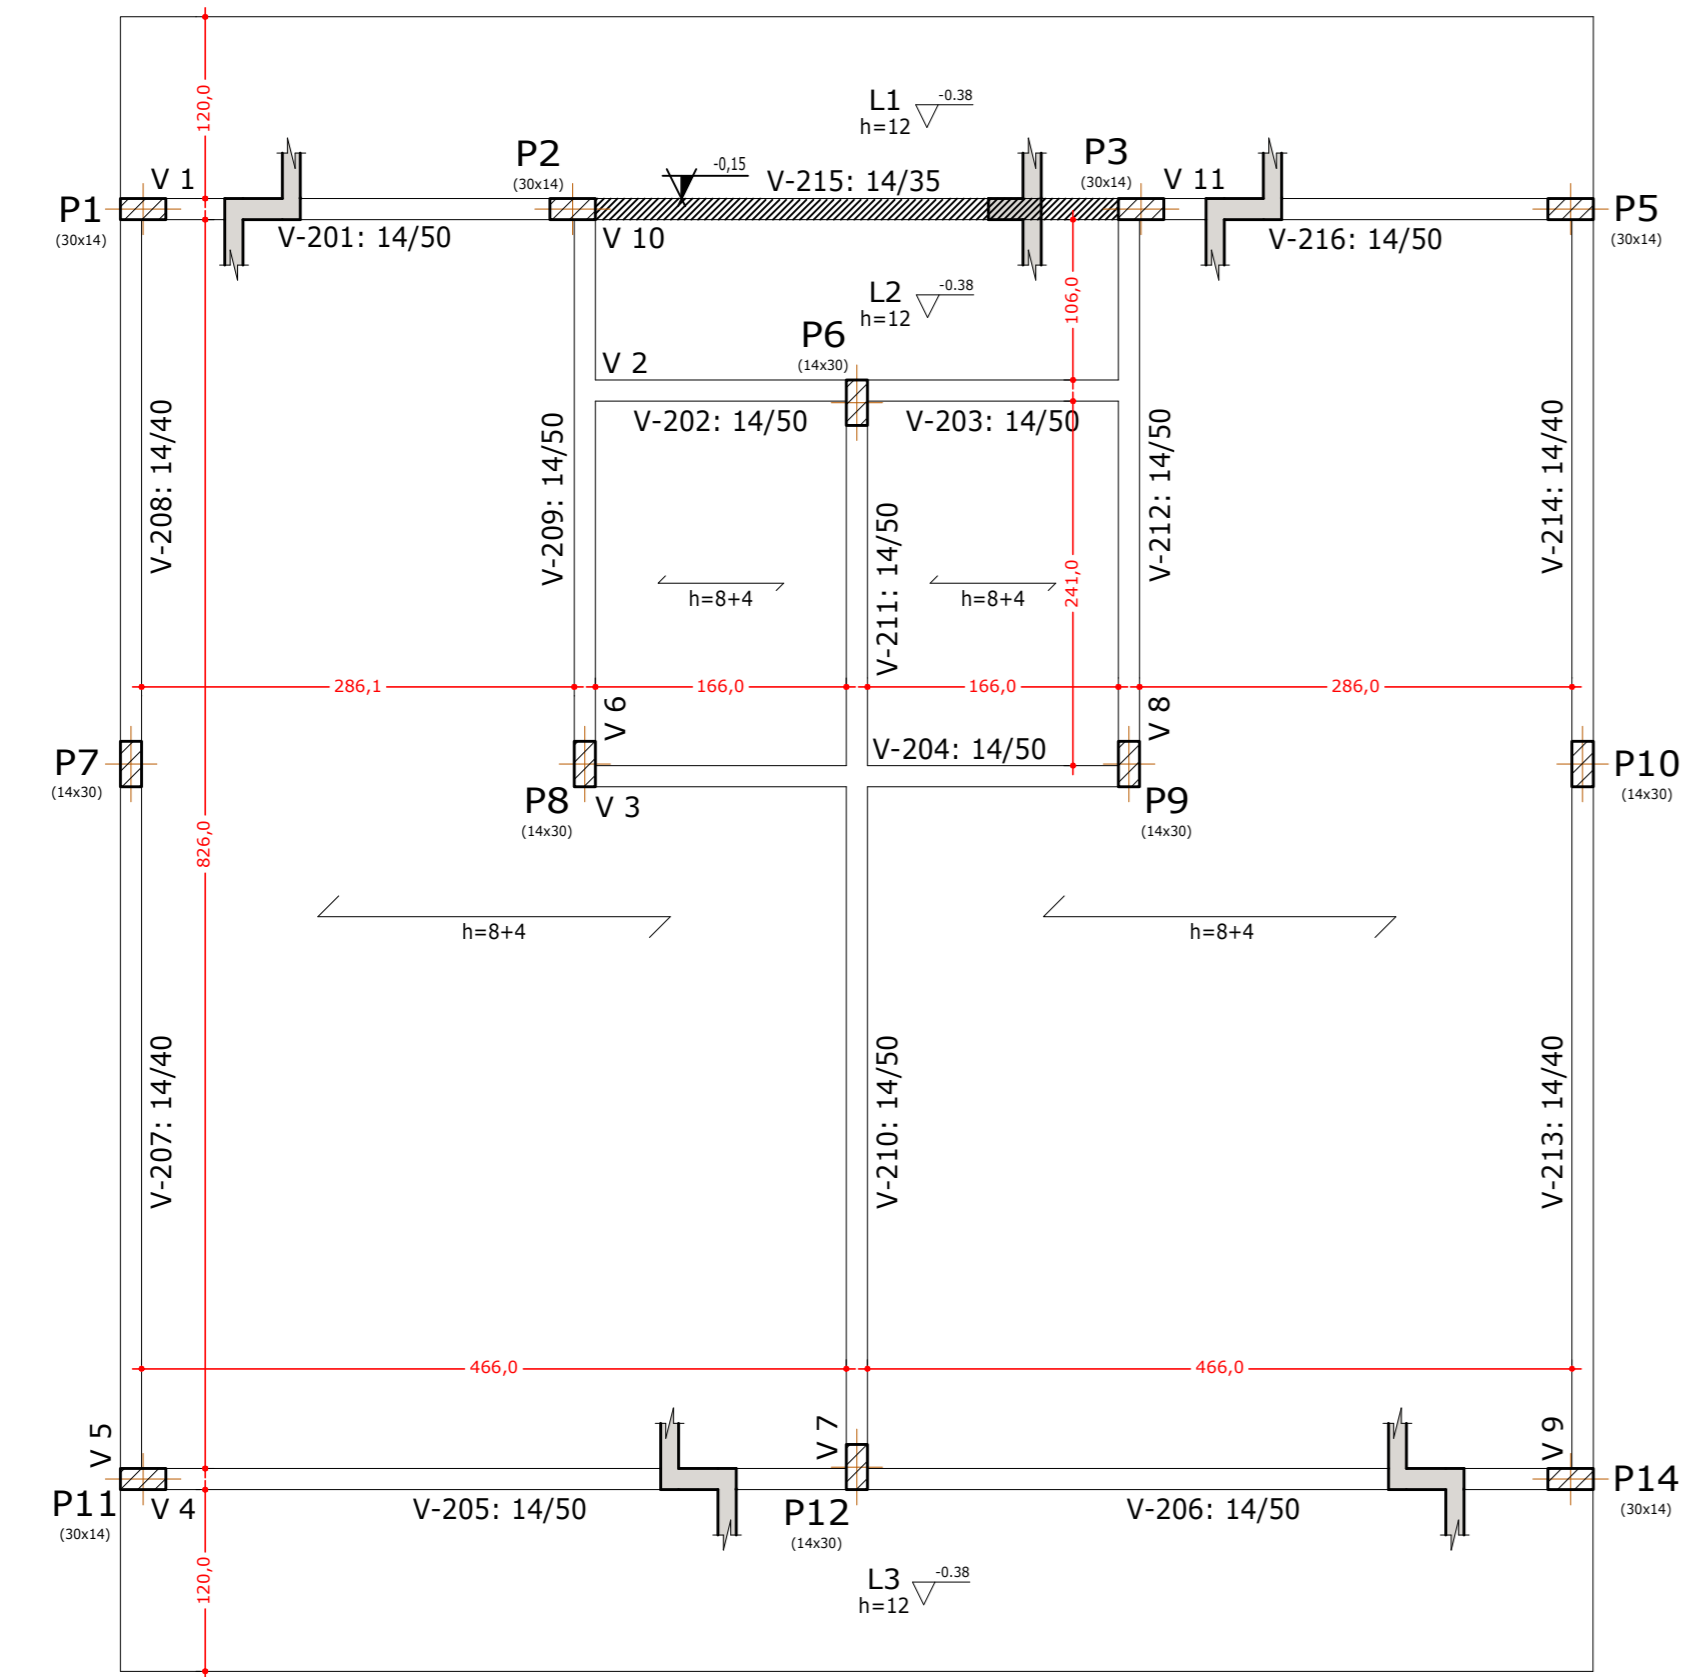 120,0
L1 -0.38
h=12
P1
(30x14)
V 1
P2
(30x14)
-0,15
V-215: 14/35
P3
(30x14)
V 11
P5
(30x14)
V-201: 14/50
V 10
V-216: 14/50
L2 -0.38
h=12
106,0
P6
(14x30)
V 2
V-202: 14/50
V-203: 14/50
V-208: 14/40
V-209: 14/50
V-211: 14/50
V-212: 14/50
V-214: 14/40
h=8+4
h=8+4
241,0
286,1
166,0
166,0
286,0
V 6
V 8
V-204: 14/50
P7
(14x30)
P8
(14x30)
V 3
P9
(14x30)
P10
(14x30)
826,0
h=8+4
h=8+4
V-207: 14/40
V-210: 14/50
V-213: 14/40
466,0
466,0
V 5
V 7
V 9
P11
(30x14)
V 4
V-205: 14/50
P12
(14x30)
V-206: 14/50
P14
(30x14)
120,0
L3 -0.38
h=12